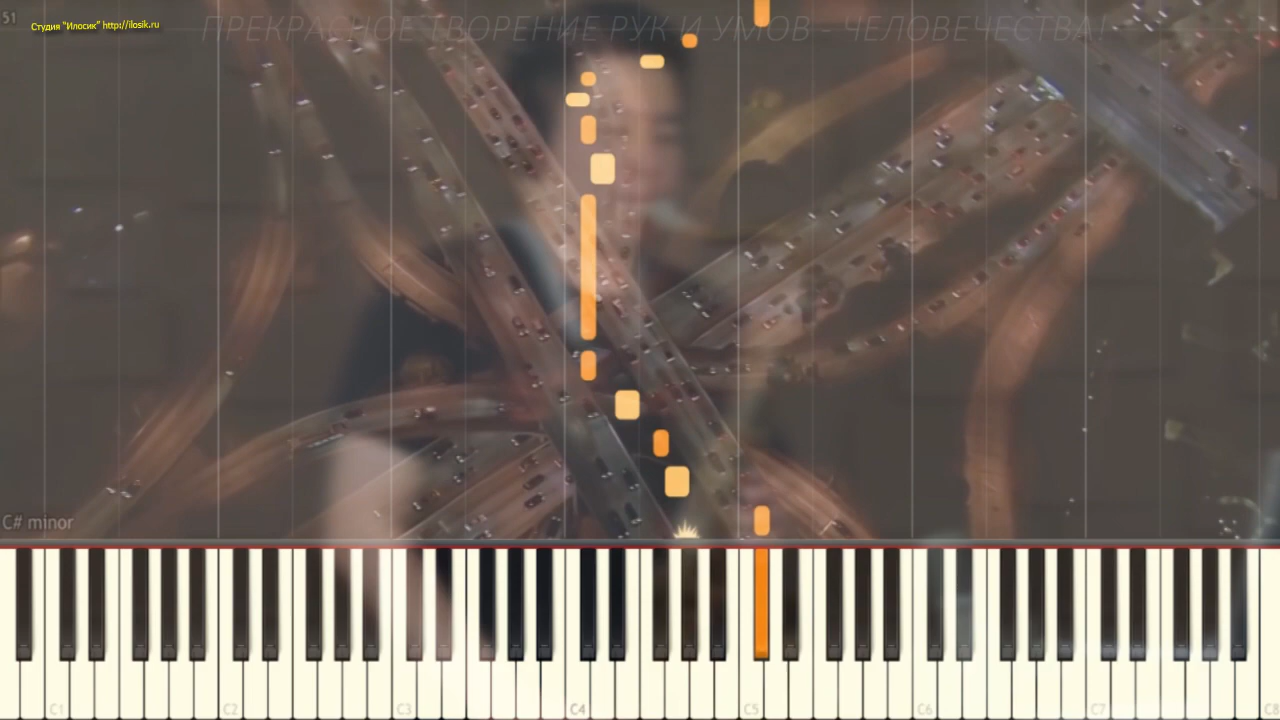 51
ПРЕКРАСНОЕ ТВОРЕНИЕ РУК И УМОВ - ЧЕЛОВЕЧЕСТВА!
Студия "Илосик" http://ilosik.ru
C# minor
C1 C2 C3 C4 C5 C6 C7 C8